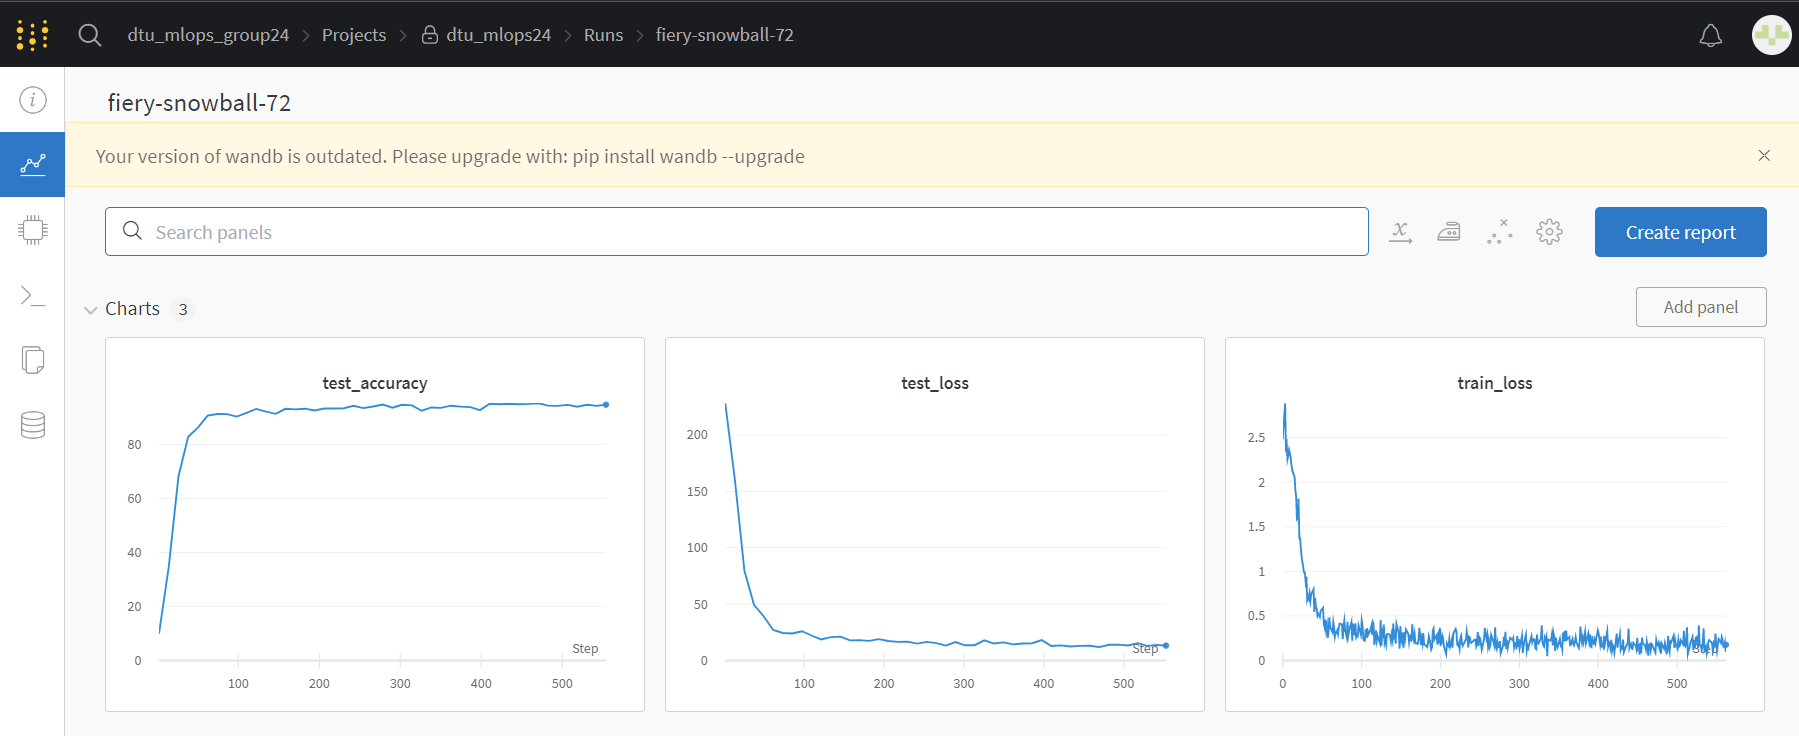 dtu_mlops_group24 > Projects > dtu_mlops24 > Runs > fiery-snowball-72
fiery-snowball-72
Your version of wandb is outdated. Please upgrade with: pip install wandb --upgrade
Search panels
Create report
Charts 3
Add panel
test_accuracy
80
60
40
20
0
100 200 300 400 500
Step
test_loss
200
150
100
50
0
100 200 300 400 500
Step
train_loss
2.5
2
1.5
1
0.5
0
0 100 200 300 400 500
Step